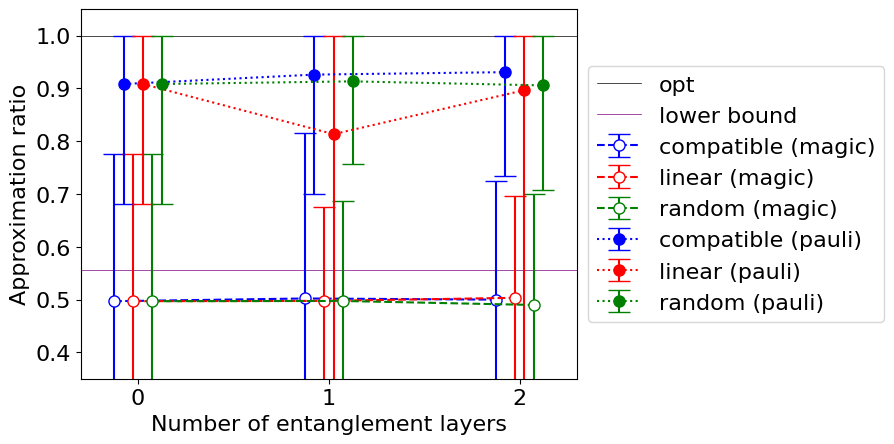 Approximation ratio
1.0
0.9
0.8
0.7
0.6
0.5
0.4
0
1
2
Number of entanglement layers
opt
lower bound
compatible (magic)
linear (magic)
random (magic)
compatible (pauli)
linear (pauli)
random (pauli)